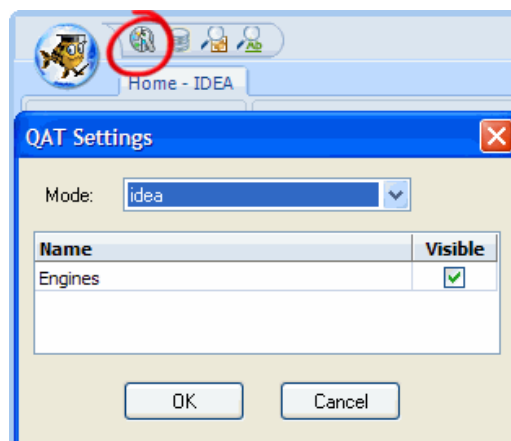 Home - IDEA
QAT Settings
Mode: idea
Name Visible
Engines
OK Cancel